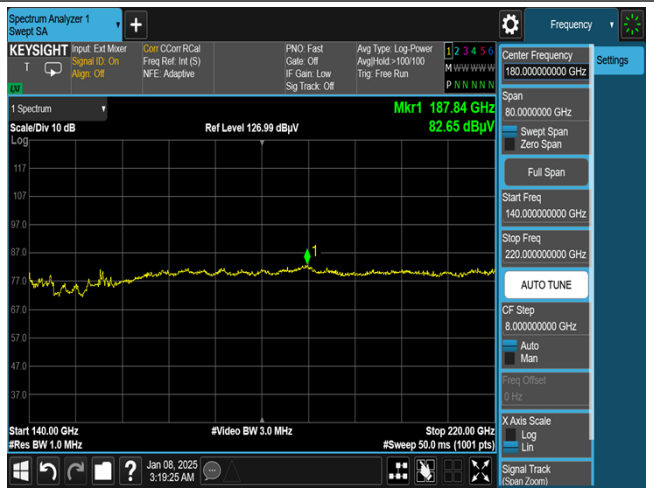 Spectrum Analyzer 1
Swept SA
Frequency
KEYSIGHT
Input: Ext Mixer
Signal ID: On
Align: Off
Corr CCorr RCal
Freq Ref: Int (S)
NFE: Adaptive
PNO: Fast
Gate: Off
IF Gain: Low
Sig Track: Off
Avg Type: Log-Power
Avg|Hold:>100/100
Trig: Free Run
1 2 3 4 5 6
M W W W W W
P N N N N N
T
LXI
1 Spectrum
Scale/Div 10 dB
Log
Ref Level 126.99 dBµV
Mkr1 187.84 GHz
82.65 dBµV
117
107
97.0
87.0
77.0
67.0
57.0
47.0
37.0
1
Start 140.00 GHz
#Res BW 1.0 MHz
#Video BW 3.0 MHz
Stop 220.00 GHz
#Sweep 50.0 ms (1001 pts)
Jan 08, 2025
3:19:25 AM
Center Frequency
180.000000000 GHz
Span
80.0000000 GHz
Swept Span
Zero Span
Full Span
Start Freq
140.000000000 GHz
Stop Freq
220.000000000 GHz
AUTO TUNE
CF Step
8.000000000 GHz
Auto
Man
Freq Offset
0 Hz
X Axis Scale
Log
Lin
Signal Track
(Span Zoom)
Settings